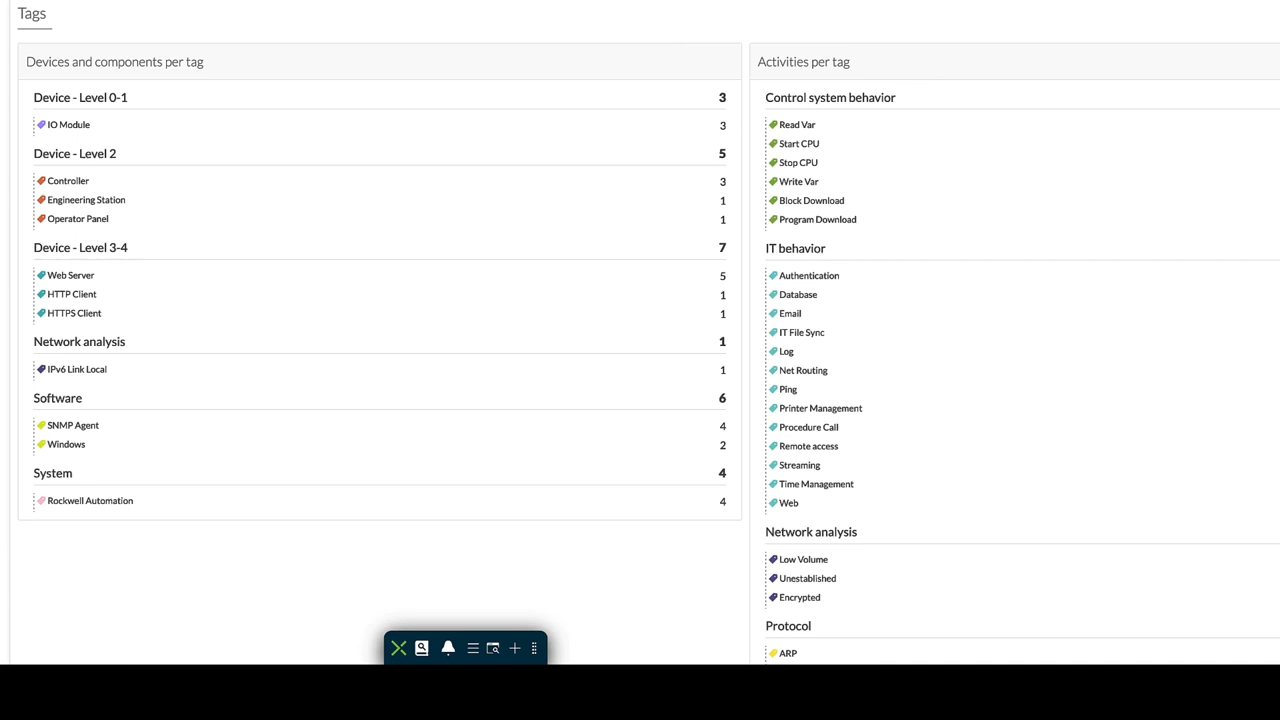 Tags
Devices and components per tag
Device - Level 0-1 3
IO Module 3
Device - Level 2 5
Controller 3
Engineering Station 1
Operator Panel 1
Device - Level 3-4 7
Web Server 5
HTTP Client 1
HTTPS Client 1
Network analysis 1
IPv6 Link Local 1
Software 6
SNMP Agent 4
Windows 2
System 4
Rockwell Automation 4
Activities per tag
Control system behavior
Read Var
Start CPU
Stop CPU
Write Var
Block Download
Program Download
IT behavior
Authentication
Database
Email
IT File Sync
Log
Net Routing
Ping
Printer Management
Procedure Call
Remote access
Streaming
Time Management
Web
Network analysis
Low Volume
Unestablished
Encrypted
Protocol
ARP